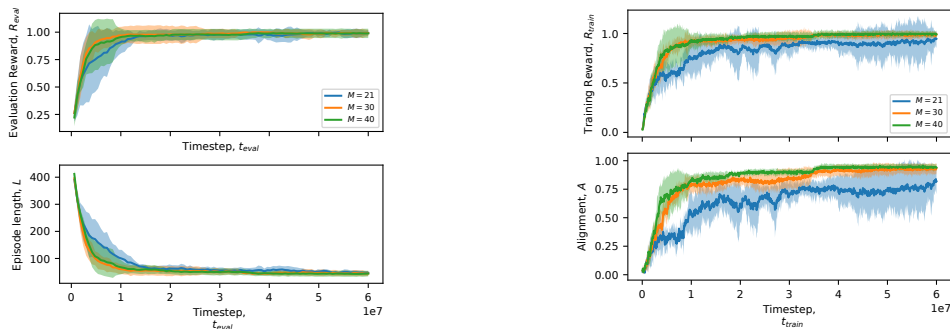 Evaluation Reward, R_eval
1.00
0.75
0.50
0.25
M = 21
M = 30
M = 40
Timestep, t_eval
Episode length, L
400
300
200
100
0 1 2 3 4 5 6
1e7
Timestep,
t_eval
Training Reward, R_train
1.0
0.5
0.0
M = 21
M = 30
M = 40
Alignment, A
1.00
0.75
0.50
0.25
0.00
0 1 2 3 4 5 6
1e7
Timestep,
t_train